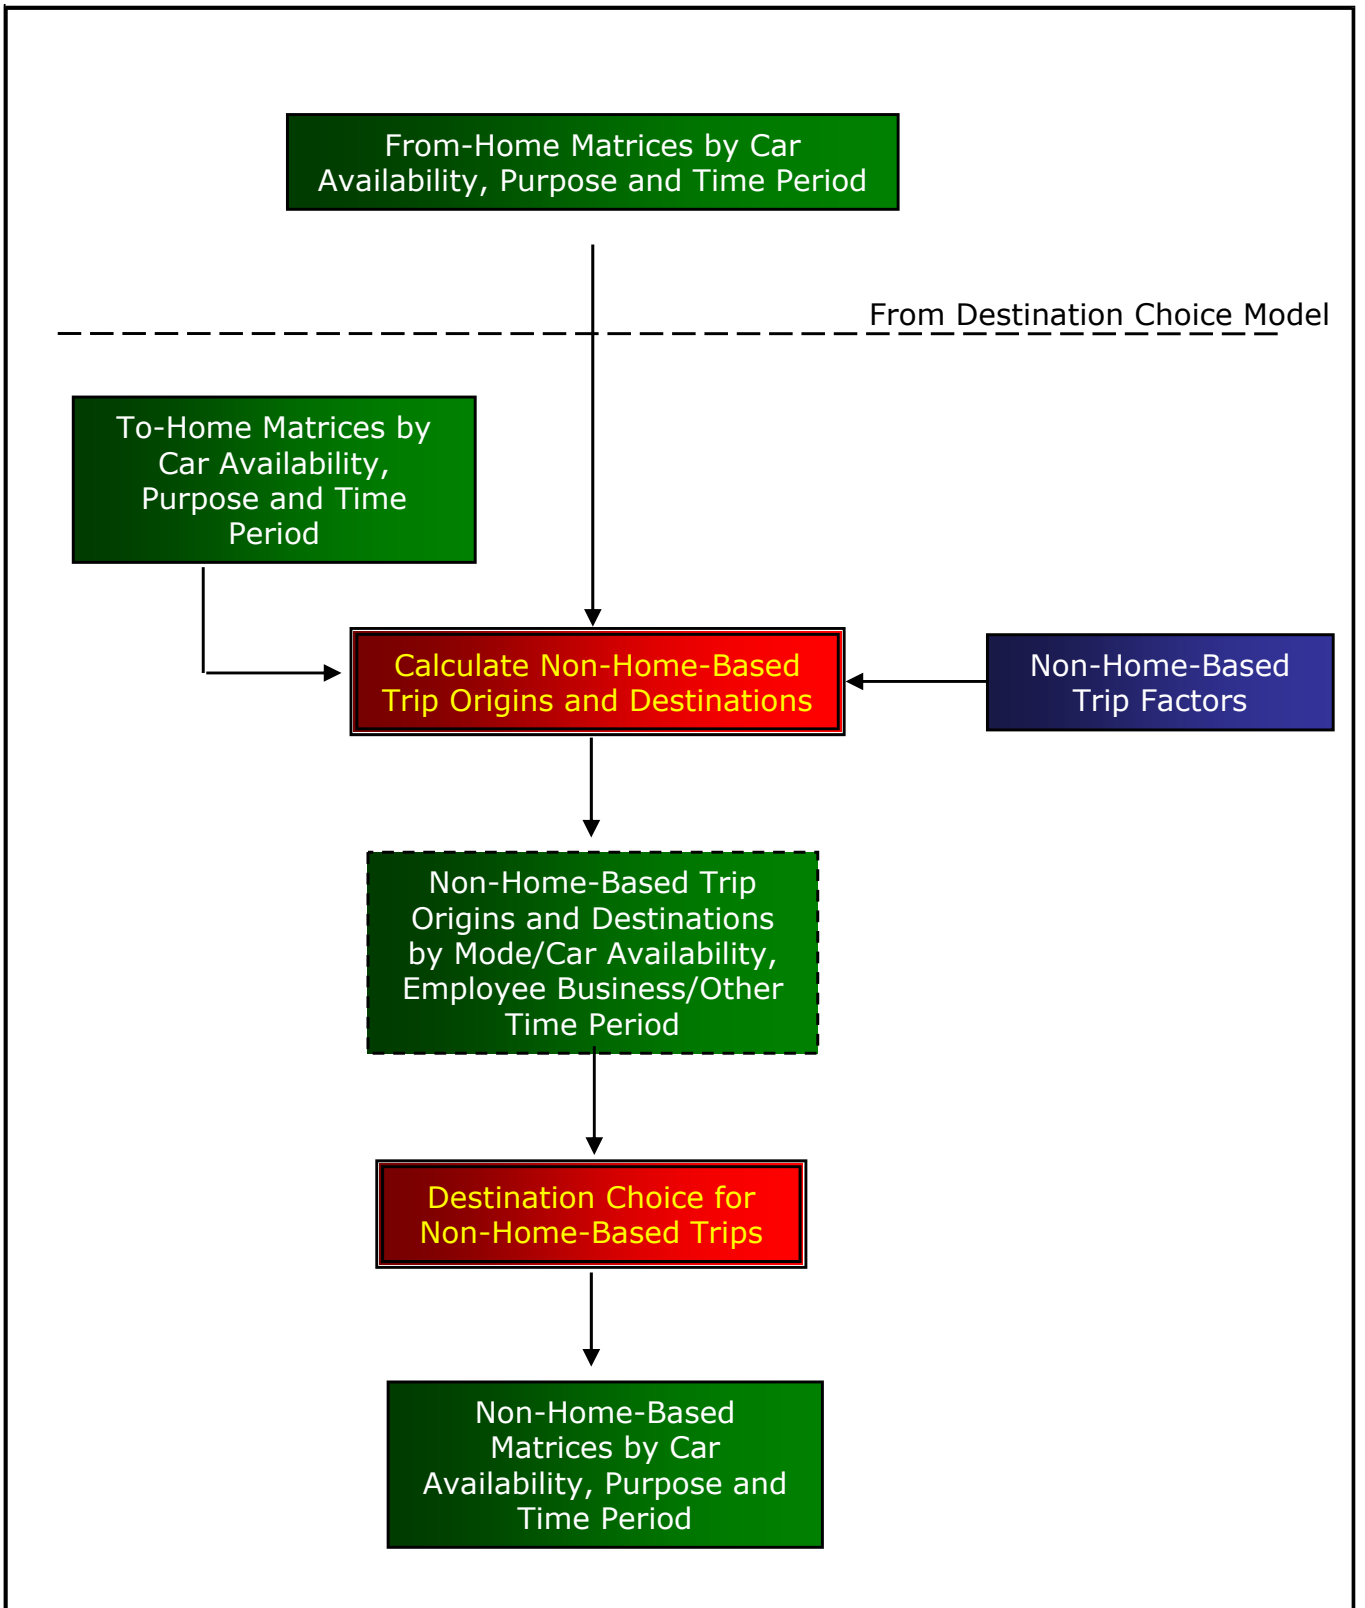 From-Home Matrices by Car
Availability, Purpose and Time Period
From Destination Choice Model
To-Home Matrices by
Car Availability,
Purpose and Time
Period
Calculate Non-Home-Based
Trip Origins and Destinations
Non-Home-Based
Trip Factors
Non-Home-Based Trip
Origins and Destinations
by Mode/Car Availability,
Employee Business/Other
Time Period
Destination Choice for
Non-Home-Based Trips
Non-Home-Based
Matrices by Car
Availability, Purpose and
Time Period